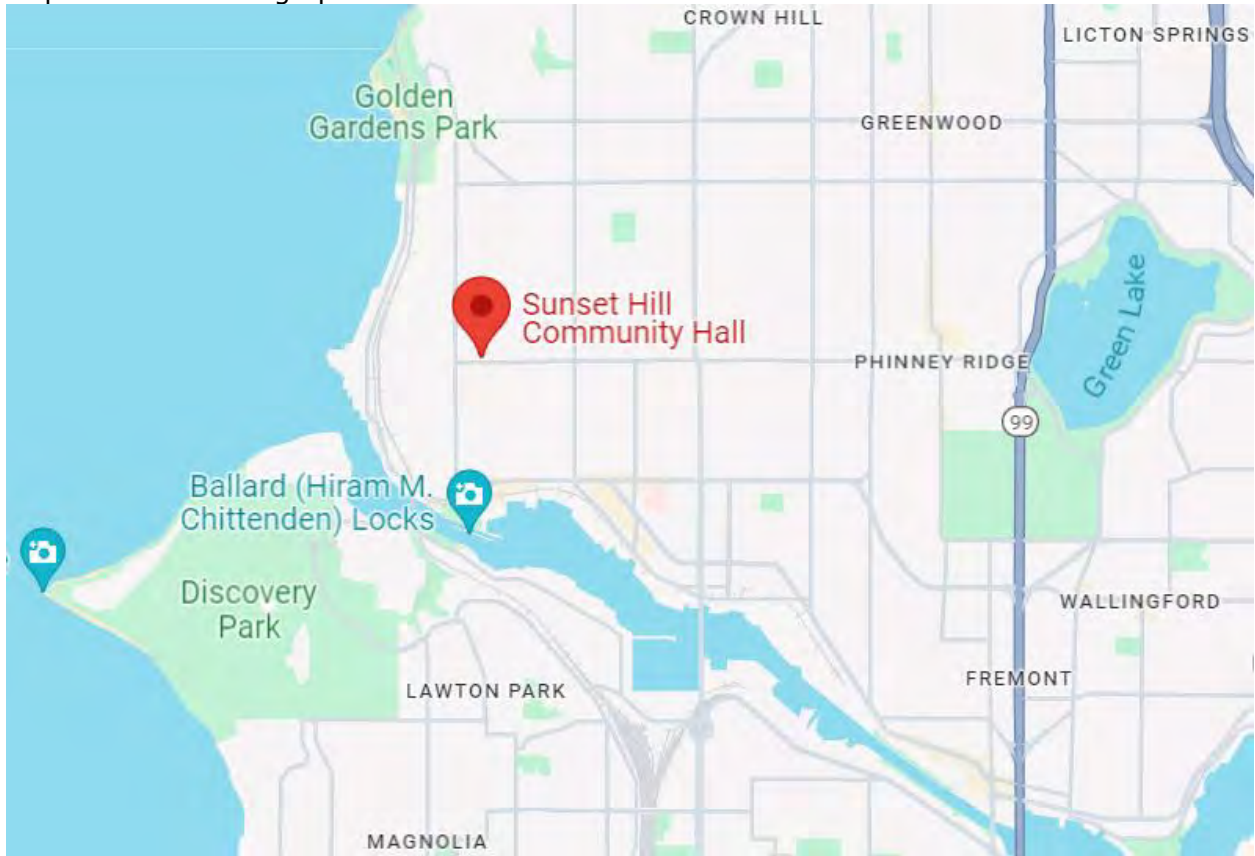 CROWN HILL
LICTON SPRINGS
Golden
Gardens Park
GREENWOOD
Sunset Hill
Community Hall
PHINNEY RIDGE
Green Lake
99
Ballard (Hiram M.
Chittenden) Locks
Discovery
Park
WALLINGFORD
FREMONT
LAWTON PARK
MAGNOLIA